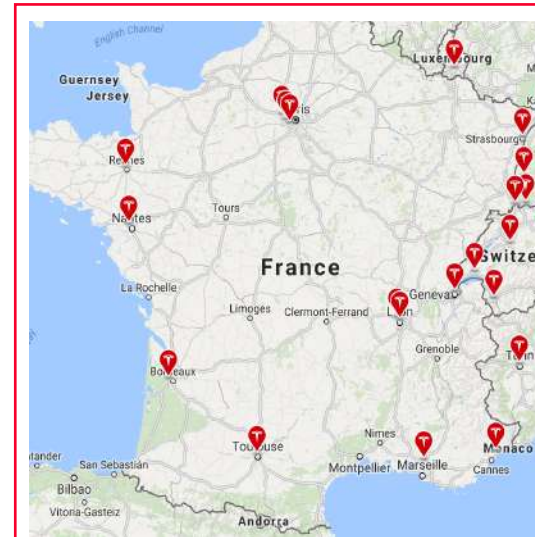 English Channel
Guernsey
Jersey
Luxembourg
Strasbourg
Rennes
Nantes
Tours
France
Switze
La Rochelle
Limoges
Clermont-Ferrand
Geneva
Lyon
Grenoble
Bordeaux
Toulouse
Nimes
Montpellier
Marseille
Monaco
Cannes
San Sebastián
Bilbao
Vitoria-Gasteiz
Andorra